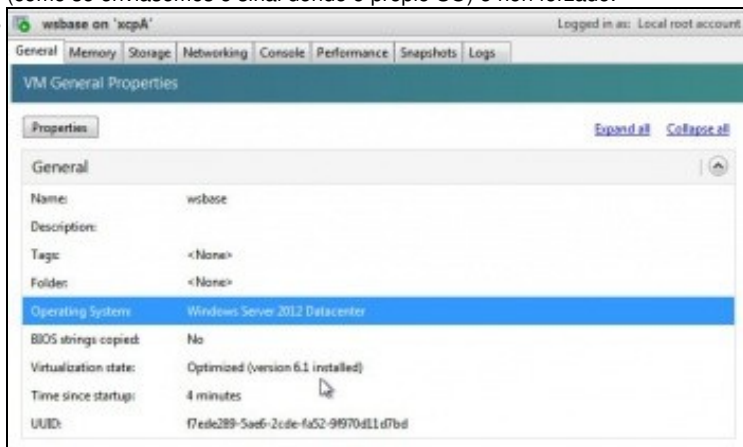 (como se enviásemos o sinal dende o propio SO) e non forzado.
wsbase on 'xcpA' Logged in as: Local root account
General Memory Storage Networking Console Performance Snapshots Logs
VM General Properties
Properties Expand all Collapse all
General
Name: wsbase
Description:
Tags: <None>
Folder: <None>
Operating System: Windows Server 2012 Datacenter
BIOS strings copied: No
Virtualization state: Optimized (version 6.1 installed)
Time since startup: 4 minutes
UUID: f7ede289-5ae6-2cde-fa52-9f970d11d7bd